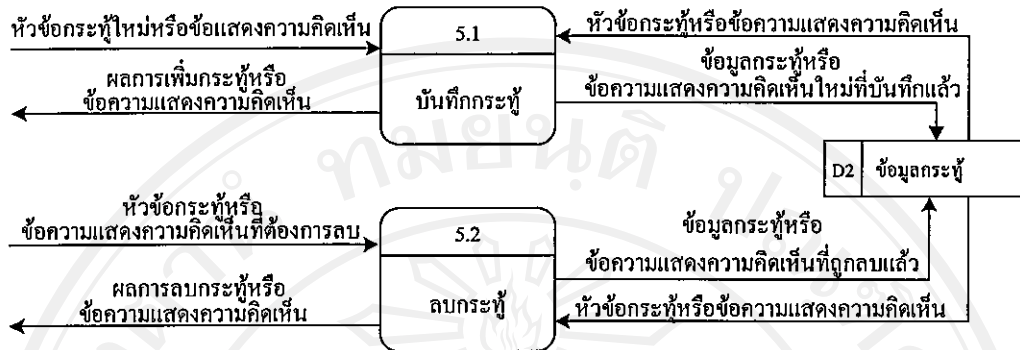 หัวข้อกระทู้ใหม่หรือข้อแสดงความคิดเห็น
ผลการเพิ่มกระทู้หรือ
ข้อความแสดงความคิดเห็น
5.1
บันทึกกระทู้
หัวข้อกระทู้หรือข้อความแสดงความคิดเห็น
ข้อมูลกระทู้หรือ
ข้อความแสดงความคิดเห็นใหม่ที่บันทึกแล้ว
D2 ข้อมูลกระทู้
หัวข้อกระทู้หรือ
ข้อความแสดงความคิดเห็นที่ต้องการลบ
ผลการลบกระทู้หรือ
ข้อความแสดงความคิดเห็น
5.2
ลบกระทู้
ข้อมูลกระทู้หรือ
ข้อความแสดงความคิดเห็นที่ถูกลบแล้ว
หัวข้อกระทู้หรือข้อความแสดงความคิดเห็น